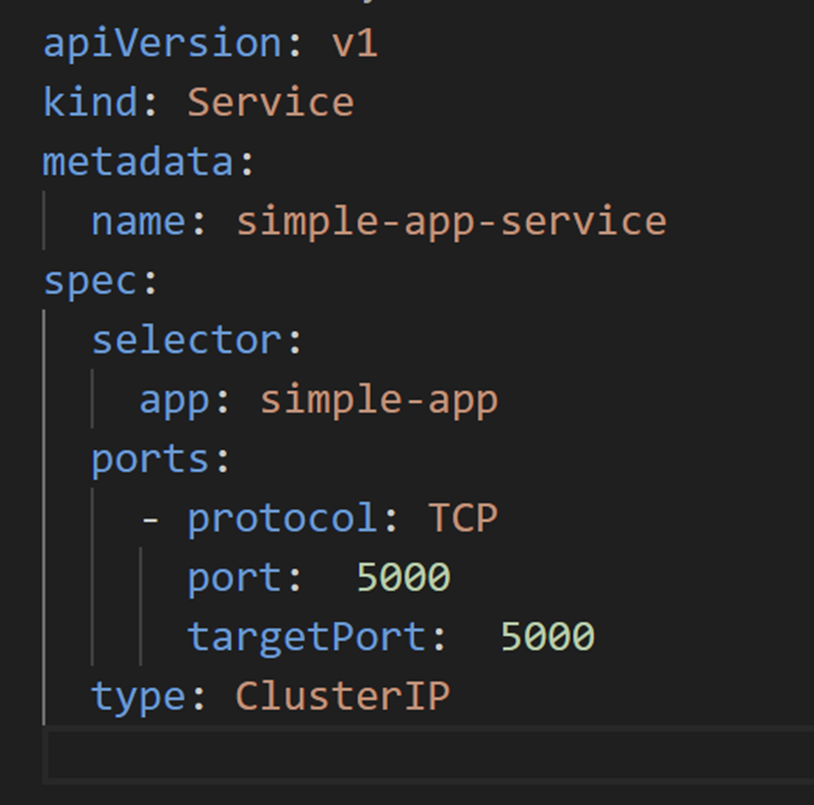 apiVersion: v1
kind: Service
metadata:
  name: simple-app-service
spec:
  selector:
    app: simple-app
  ports:
    - protocol: TCP
      port:  5000
      targetPort:  5000
  type: ClusterIP